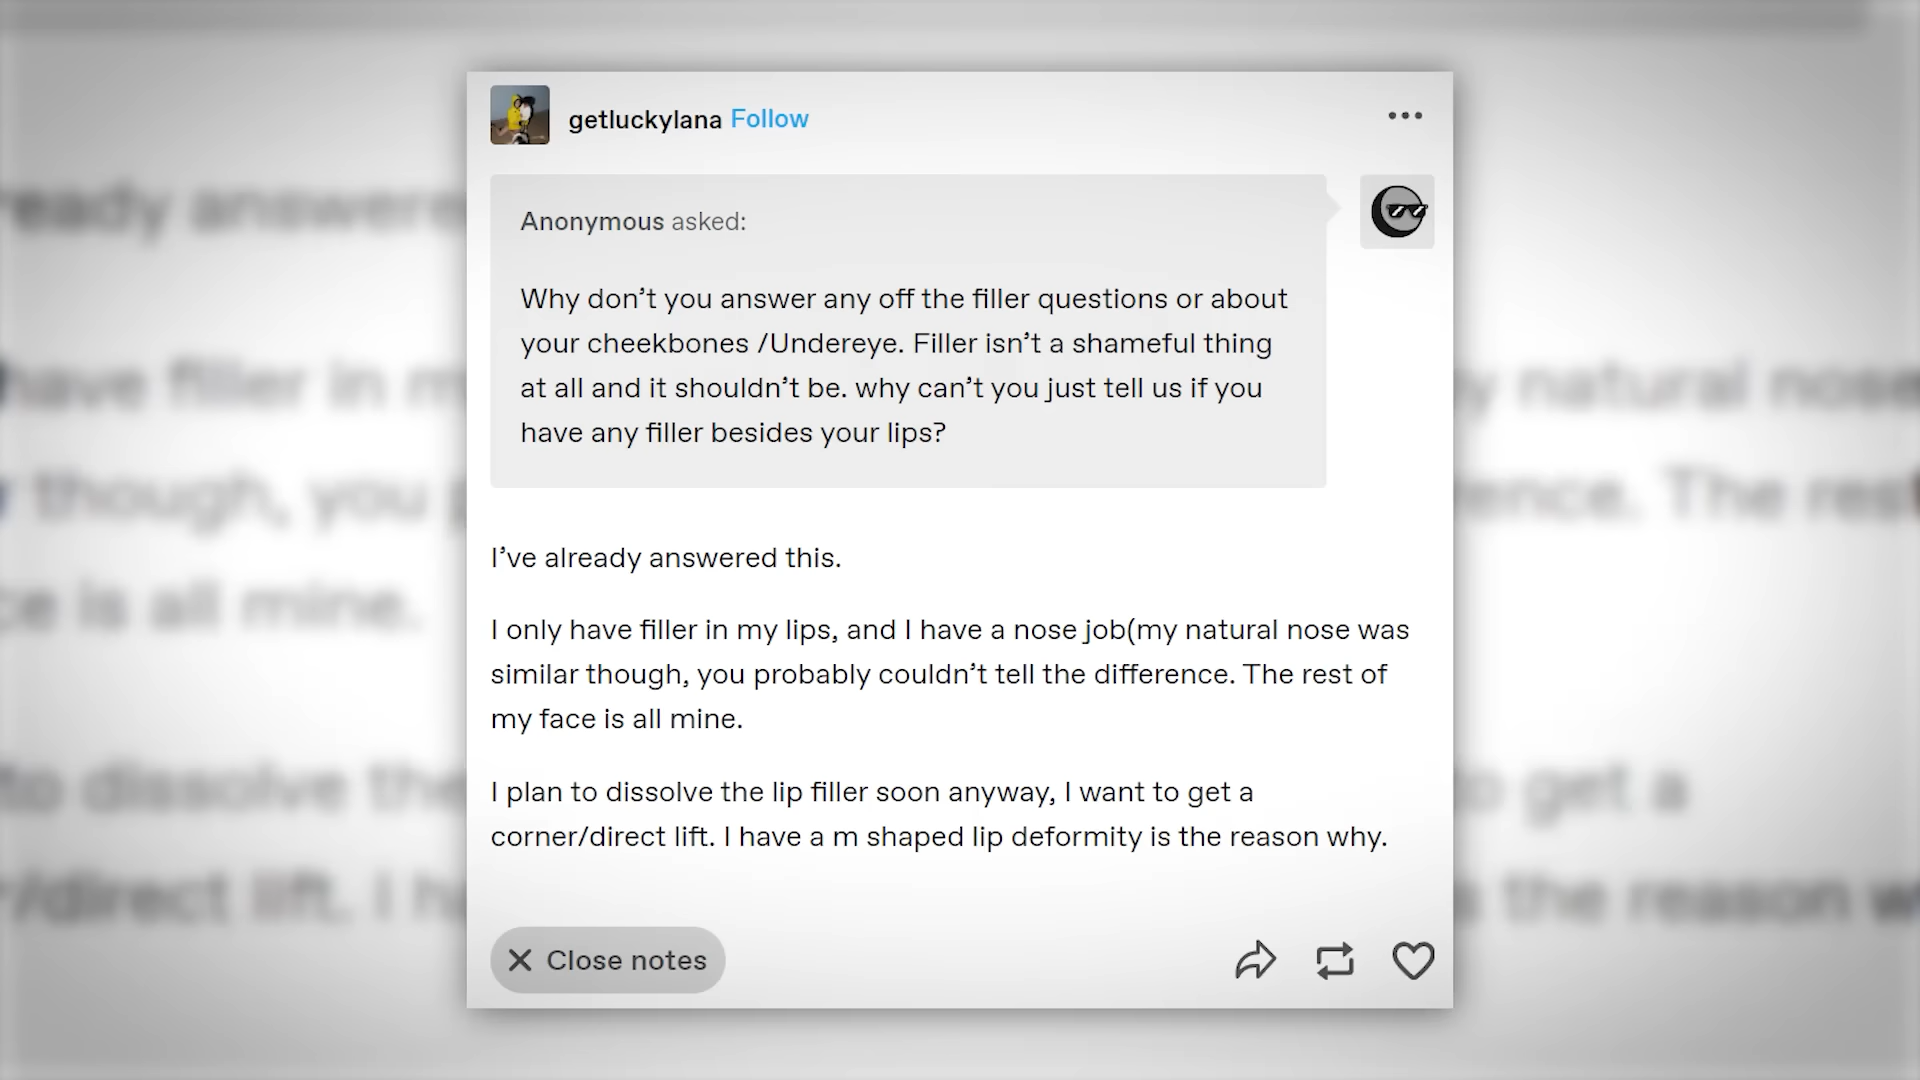 getluckylana Follow
Anonymous asked:
Why don’t you answer any off the filler questions or about
your cheekbones /Undereye. Filler isn’t a shameful thing
at all and it shouldn’t be. why can’t you just tell us if you
have any filler besides your lips?
I’ve already answered this.
I only have filler in my lips, and I have a nose job(my natural nose was
similar though, you probably couldn’t tell the difference. The rest of
my face is all mine.
I plan to dissolve the lip filler soon anyway, I want to get a
corner/direct lift. I have a m shaped lip deformity is the reason why.
Close notes